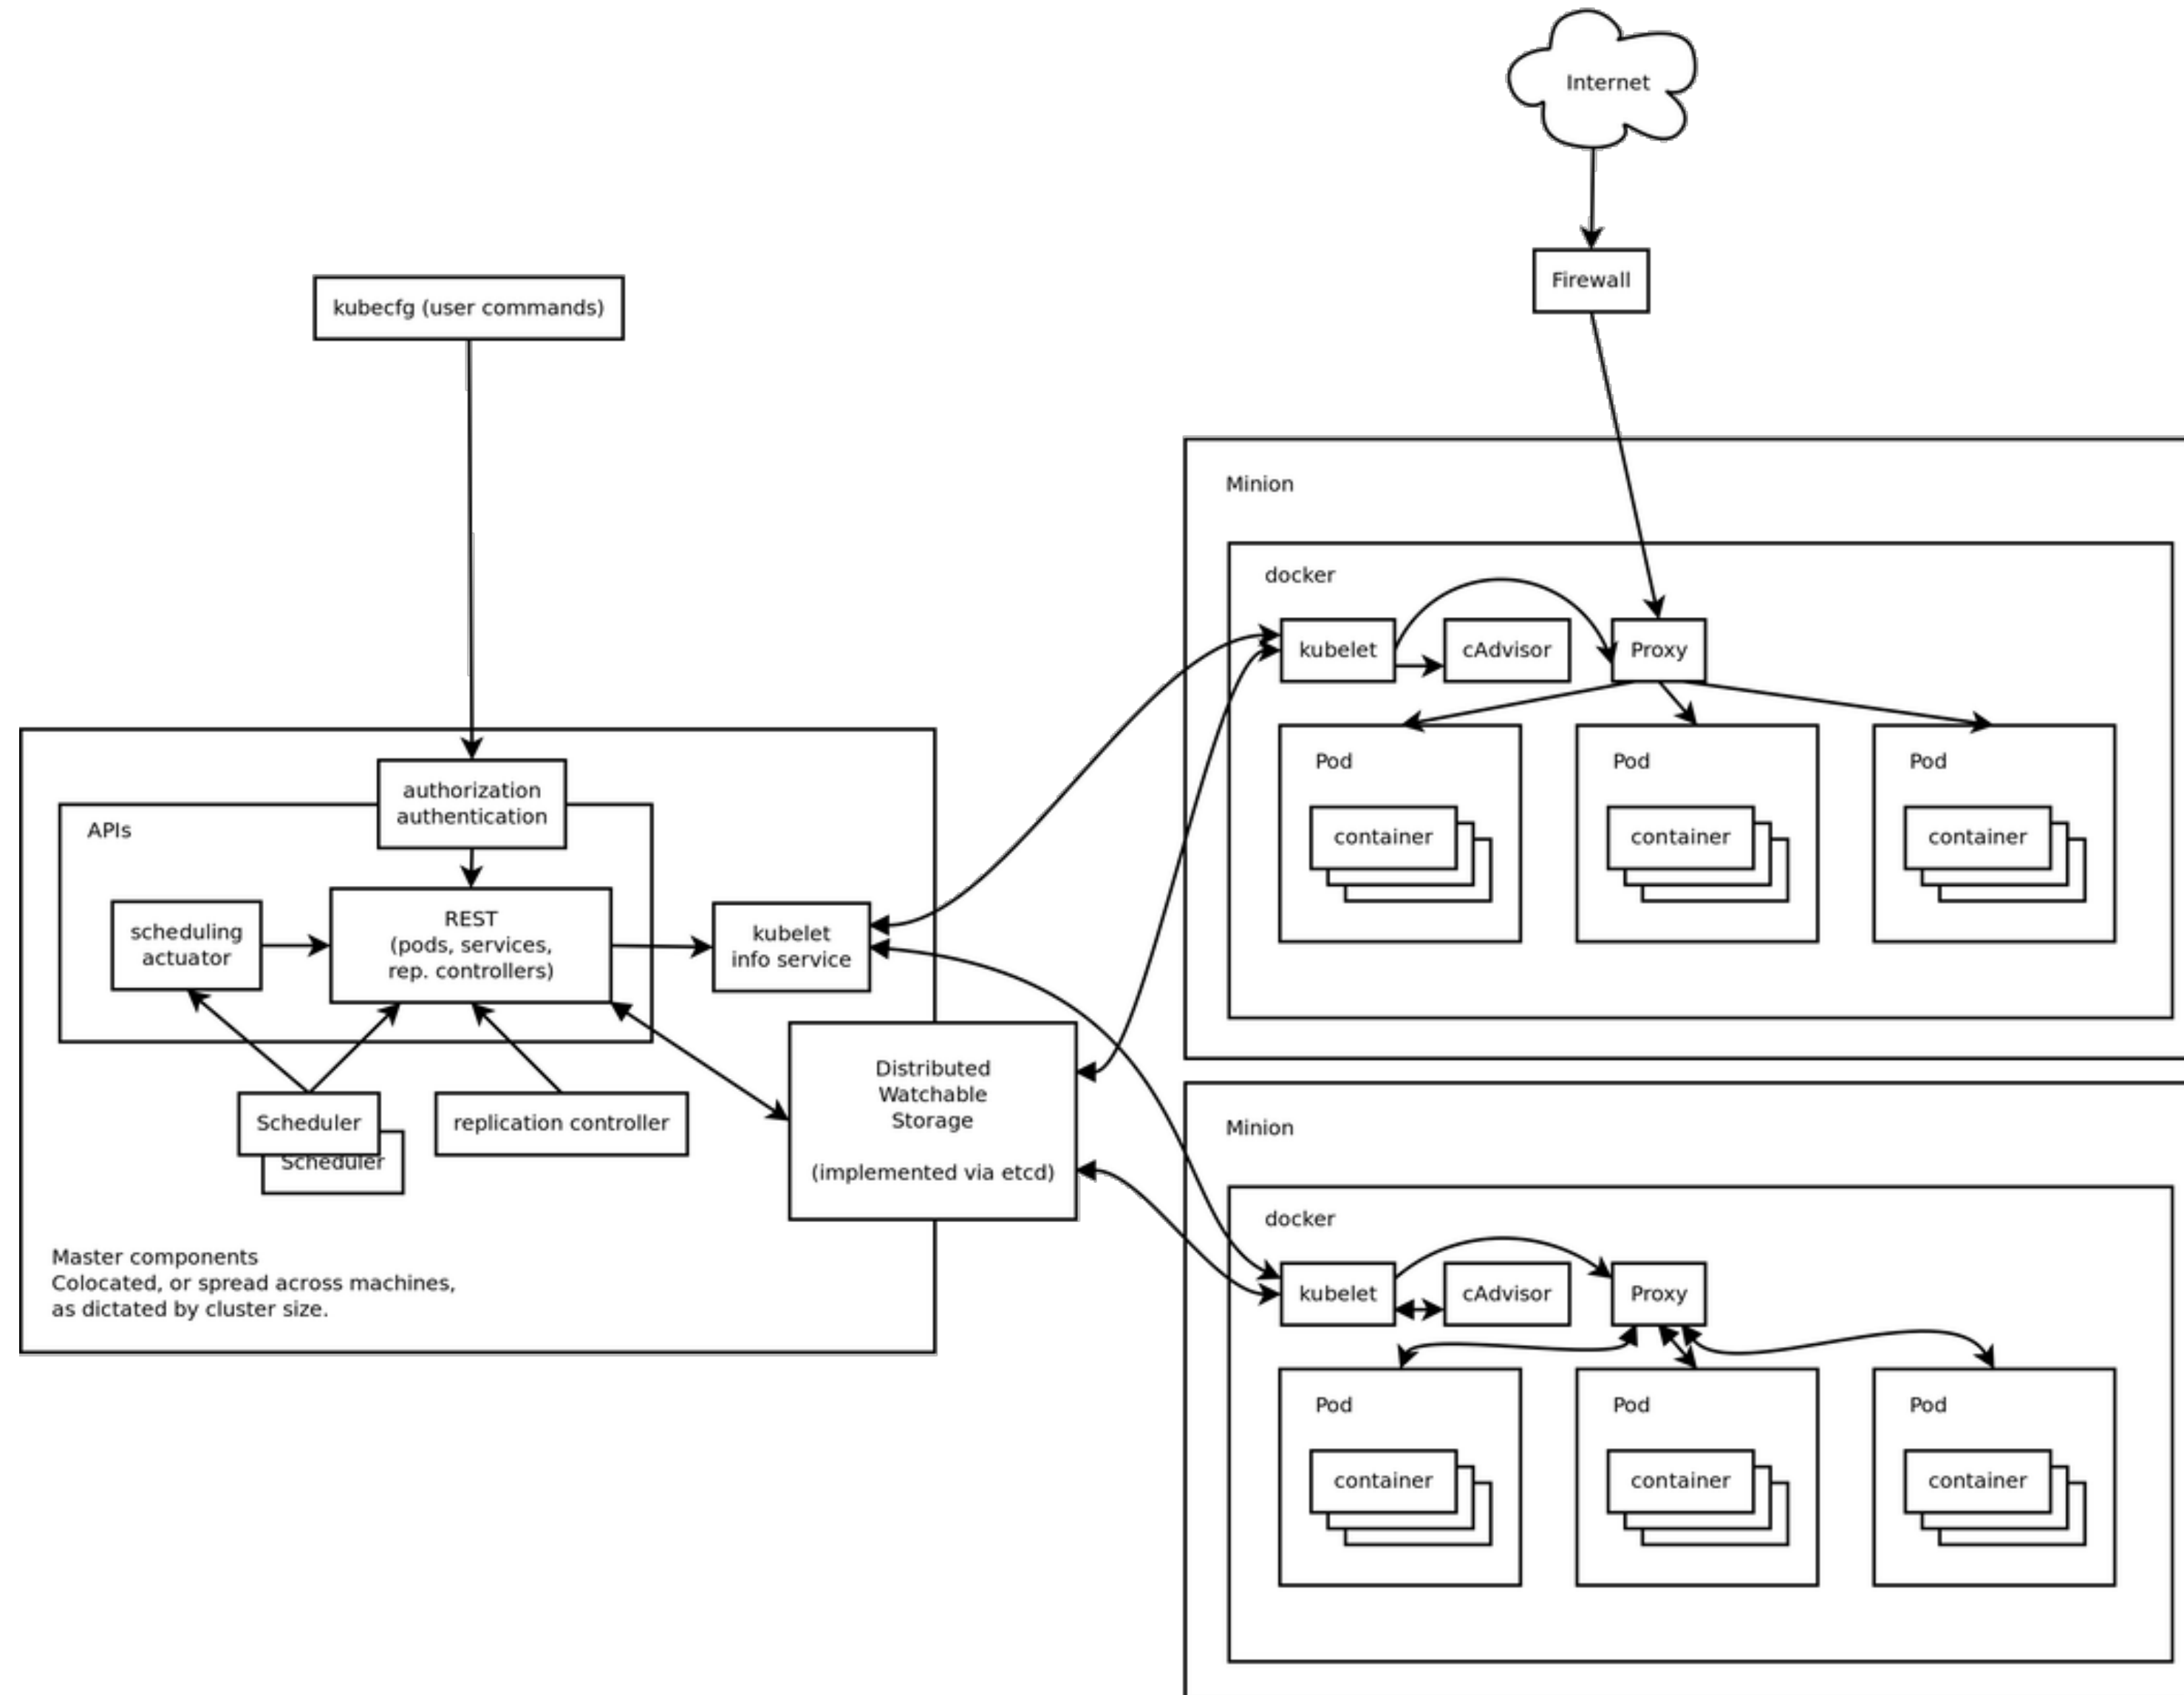 Internet
Firewall
kubecfg (user commands)
Minion
docker
kubelet
cAdvisor
Proxy
Pod
container
Pod
container
Pod
container
authorization
authentication
APIs
scheduling
actuator
REST
(pods, services,
rep. controllers)
kubelet
info service
Scheduler
Scheduler
replication controller
Distributed
Watchable
Storage
(implemented via etcd)
Master components
Colocated, or spread across machines,
as dictated by cluster size.
Minion
docker
kubelet
cAdvisor
Proxy
Pod
container
Pod
container
Pod
container